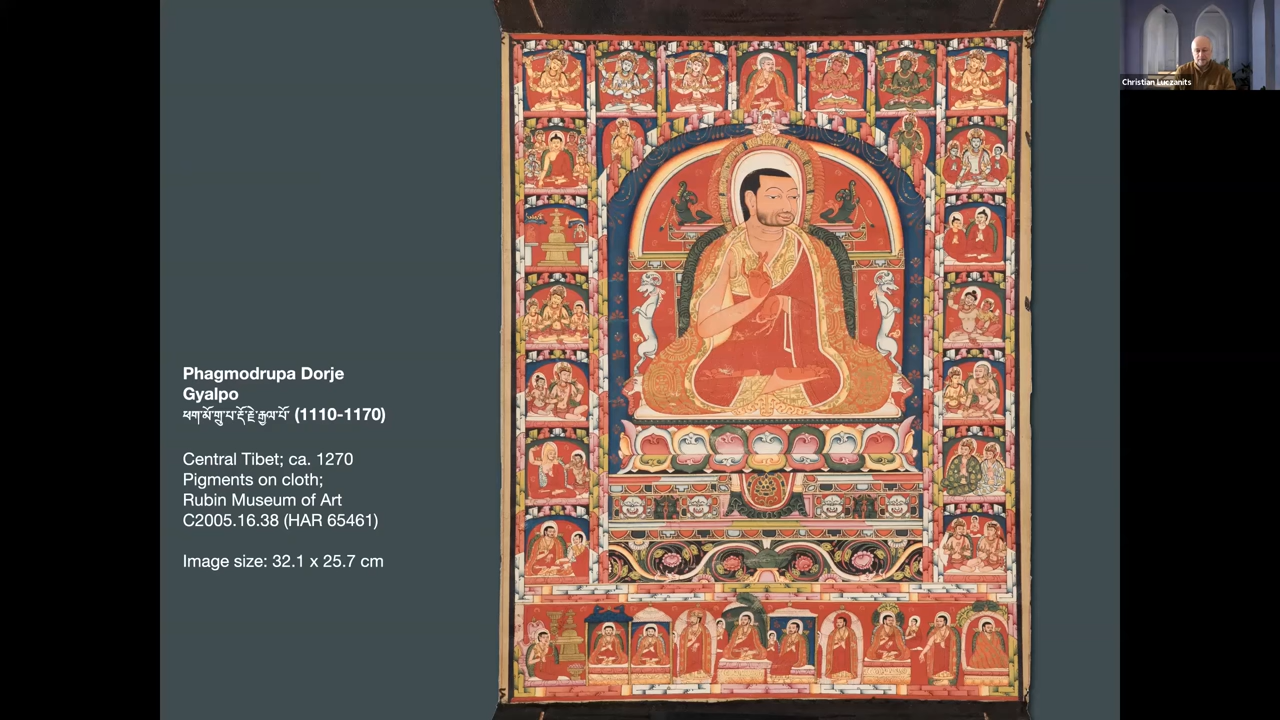 Phagmodrupa Dorje
Gyalpo
ཕག་མོ་གྲུ་པ་རྡོ་རྗེ་རྒྱལ་པོ་ (1110-1170)
Central Tibet; ca. 1270
Pigments on cloth;
Rubin Museum of Art
C2005.16.38 (HAR 65461)
Image size: 32.1 x 25.7 cm
Christian Luczanits